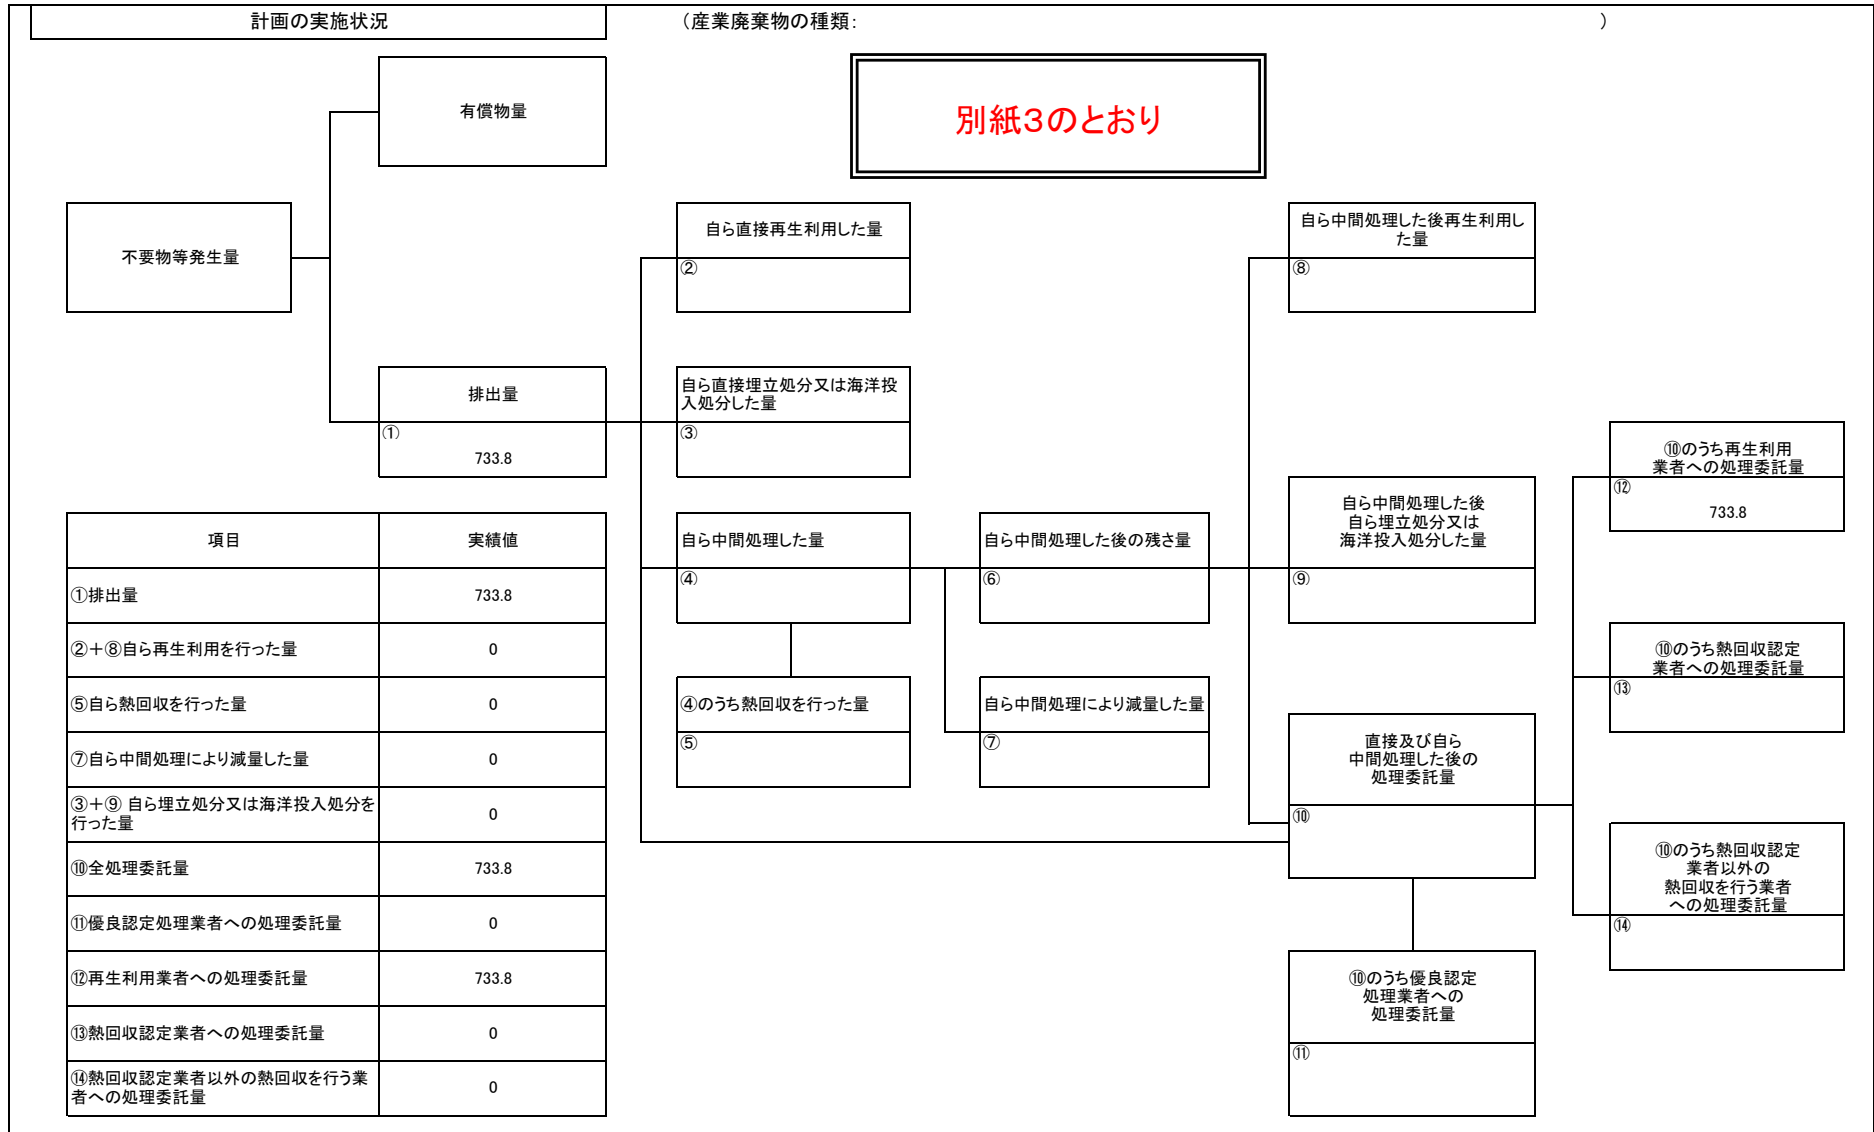 計画の実施状況
（産業廃棄物の種類：　　　　　　　　　　）
有償物量
別紙３のとおり
不要物等発生量
自ら直接再生利用した量
②
自ら中間処理した後再生利用し
た量
⑧
排出量
①
733.8
自ら直接埋立処分又は海洋投
入処分した量
③
⑩のうち再生利用
業者への処理委託量
⑫
733.8
自ら中間処理した量
④
自ら中間処理した後の残さ量
⑥
自ら中間処理した後
自ら埋立処分又は
海洋投入処分した量
⑨
⑩のうち熱回収認定
業者への処理委託量
⑬
④のうち熱回収を行った量
⑤
自ら中間処理により減量した量
⑦
直接及び自ら
中間処理した後の
処理委託量
⑩
⑩のうち熱回収認定
業者以外の
熱回収を行う業者
への処理委託量
⑭
⑩のうち優良認定
処理業者への
処理委託量
⑪
項目 実績値
①排出量 733.8
②＋⑧自ら再生利用を行った量 0
⑤自ら熱回収を行った量 0
⑦自ら中間処理により減量した量 0
③＋⑨ 自ら埋立処分又は海洋投入処分を
行った量 0
⑩全処理委託量 733.8
⑪優良認定処理業者への処理委託量 0
⑫再生利用業者への処理委託量 733.8
⑬熱回収認定業者への処理委託量 0
⑭熱回収認定業者以外の熱回収を行う業
者への処理委託量 0